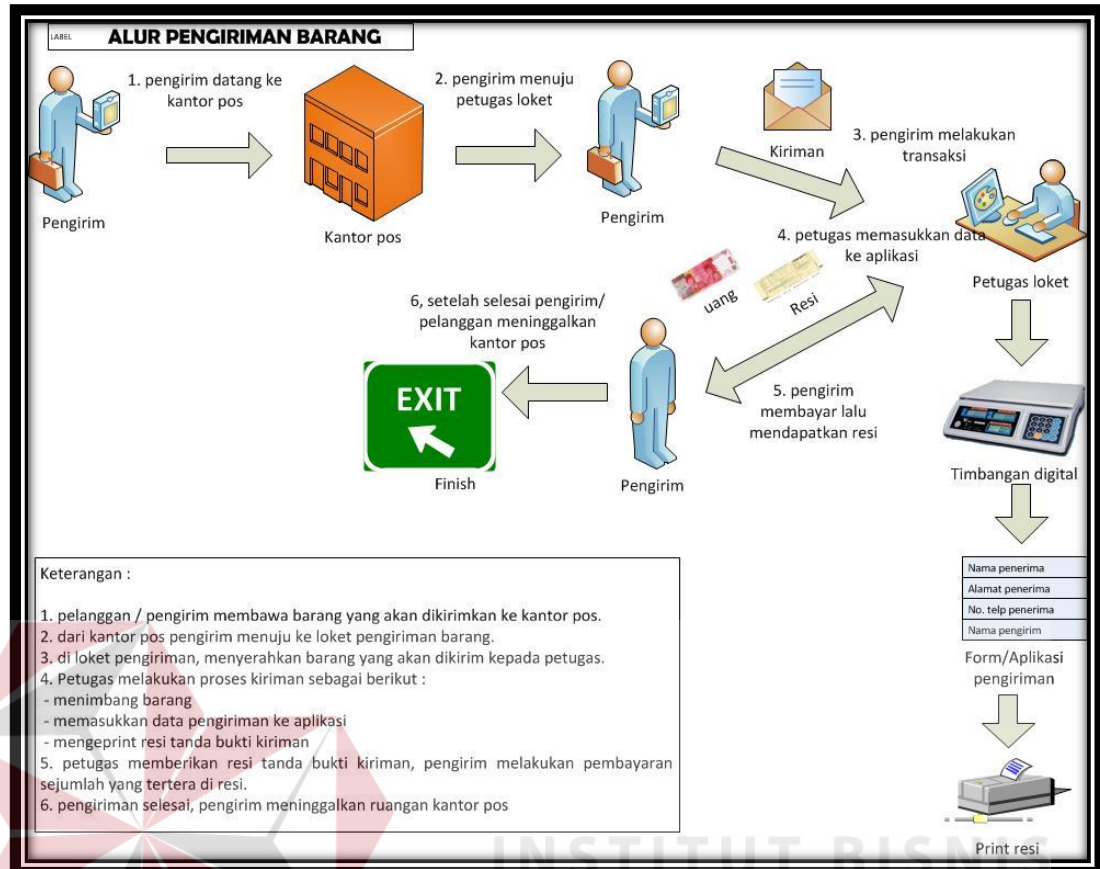 LABEL
ALUR PENGIRIMAN BARANG
1. pengirim datang ke
kantor pos
2. pengirim menuju
petugas loket
Kiriman
3. pengirim melakukan
transaksi
Pengirim
Kantor pos
Pengirim
4. petugas memasukkan data
ke aplikasi
Petugas loket
uang
Resi
6, setelah selesai pengirim/
pelanggan meninggalkan
kantor pos
EXIT
Finish
Pengirim
5. pengirim
membayar lalu
mendapatkan resi
Timbangan digital
Nama penerima
Alamat penerima
No. telp penerima
Nama pengirim
Form/Aplikasi
pengiriman
Print resi
Keterangan :
1. pelanggan / pengirim membawa barang yang akan dikirimkan ke kantor pos.
2. dari kantor pos pengirim menuju ke loket pengiriman barang.
3. di loket pengiriman, menyerahkan barang yang akan dikirim kepada petugas.
4. Petugas melakukan proses kiriman sebagai berikut :
- menimbang barang
- memasukkan data pengiriman ke aplikasi
- mengeprint resi tanda bukti kiriman
5. petugas memberikan resi tanda bukti kiriman, pengirim melakukan pembayaran
sejumlah yang tertera di resi.
6. pengiriman selesai, pengirim meninggalkan ruangan kantor pos
INSTITUT BISNIS